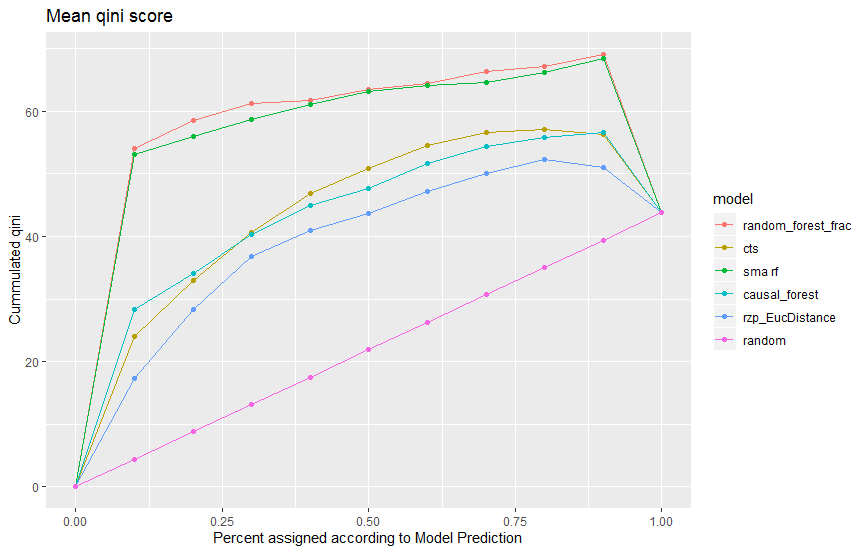 Mean qini score
Cummulated qini
60
40
20
0
0.00 0.25 0.50 0.75 1.00
Percent assigned according to Model Prediction
model
random_forest_frac
cts
sma rf
causal_forest
rzp_EucDistance
random